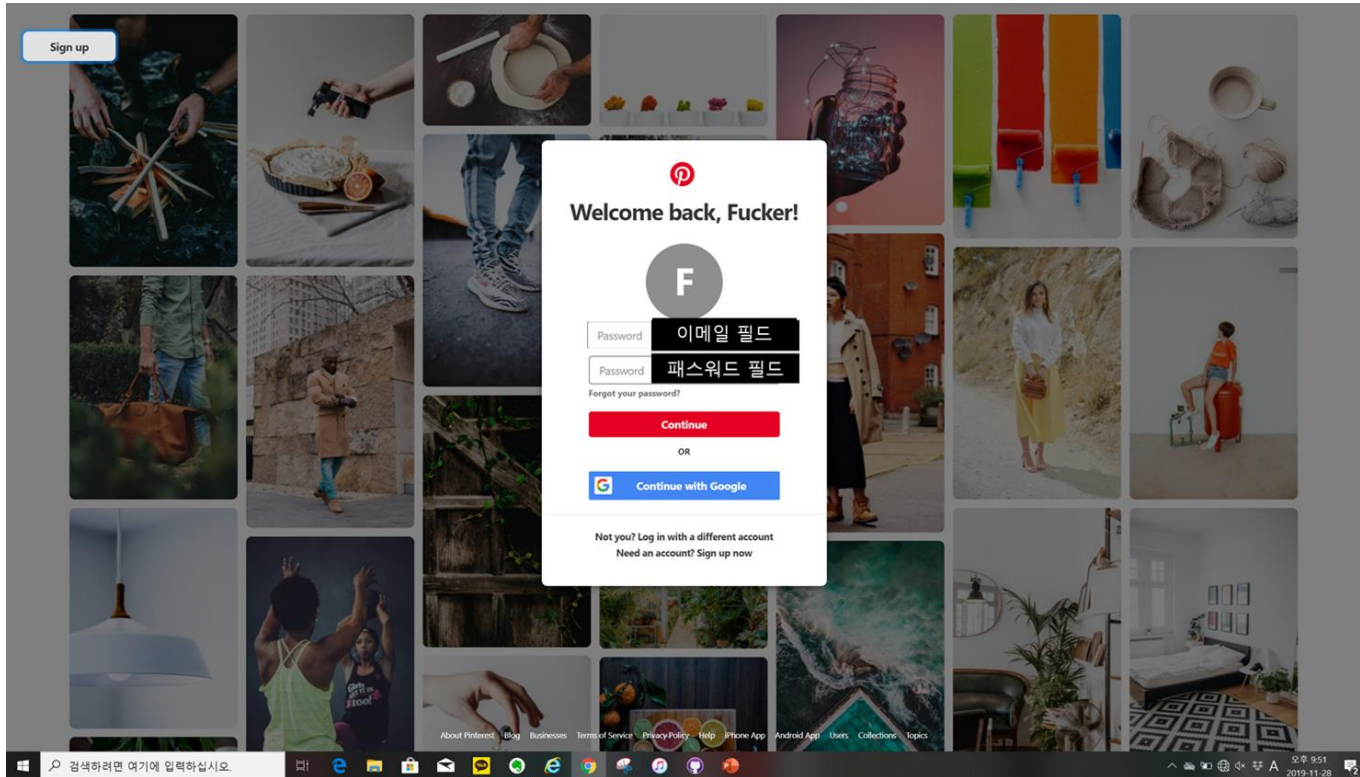 Sign up
Welcome back, Fucker!
F
Password 이메일 필드
Password 패스워드 필드
Forgot your password?
Continue
OR
Continue with Google
Not you? Log in with a different account
Need an account? Sign up now
About Pinterest Blog Businesses Terms of Service Privacy Policy Help iPhone App Android App Users Collections Topics
검색하려면 여기에 입력하십시오.
TALK
A
오후 9:51
2019-11-28
2